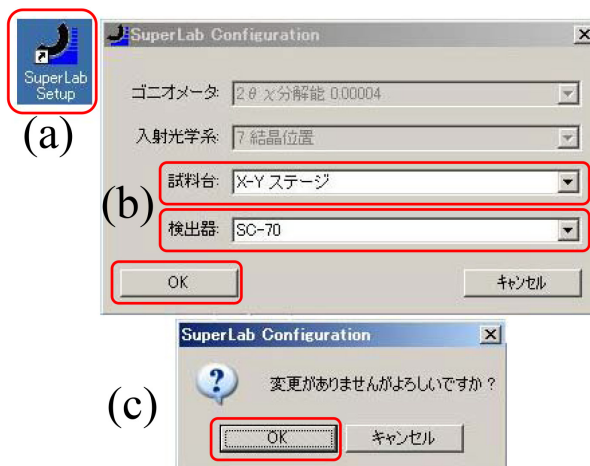 SuperLab
Setup
(a)
SuperLab Configuration
ゴニオメータ: 2θχ分解能 0.00004
入射光学系: 7 結晶位置
(b)
試料台: X-Y ステージ
検出器: SC-70
OK キャンセル
SuperLab Configuration
(c)
変更がありませんがよろしいですか？
OK キャンセル